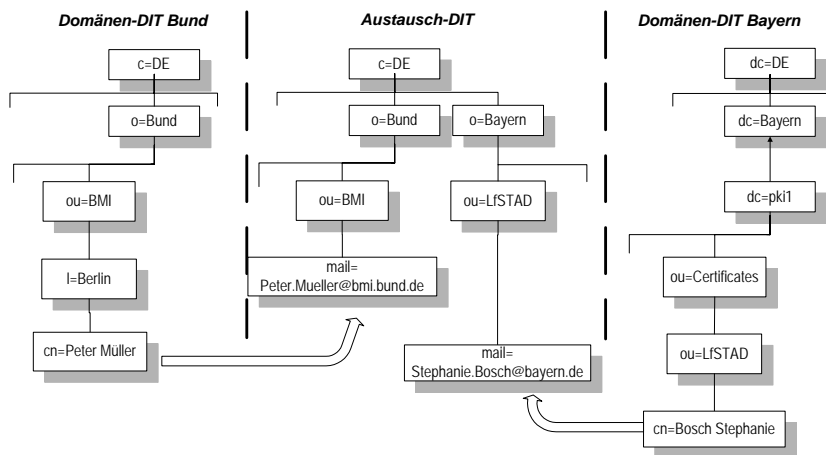 Domänen-DIT Bund
c=DE
o=Bund
ou=BMI
l=Berlin
cn=Peter Müller
Austausch-DIT
c=DE
o=Bund
o=Bayern
ou=BMI
ou=LfSTAD
mail=
Peter.Mueller@bmi.bund.de
mail=
Stephanie.Bosch@bayern.de
Domänen-DIT Bayern
dc=DE
dc=Bayern
dc=pki1
ou=Certificates
ou=LfSTAD
cn=Bosch Stephanie